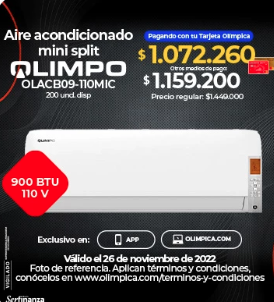 Aire acondicionado
mini split
OLIMPO
OLACB09-110MIC
200 und. disp
Pagando con tu Tarjeta Olímpica
$1.072.260
Otros medios de pago:
$1.159.200
Precio regular: $1.449.000
OLIMPO
900 BTU
110 V
Exclusivo en:
APP
OLIMPICA.COM
Válido el 26 de noviembre de 2022
Foto de referencia. Aplican términos y condiciones,
conócelos en www.olimpica.com/terminos-y-condiciones
VIGILADO
Serfinanza